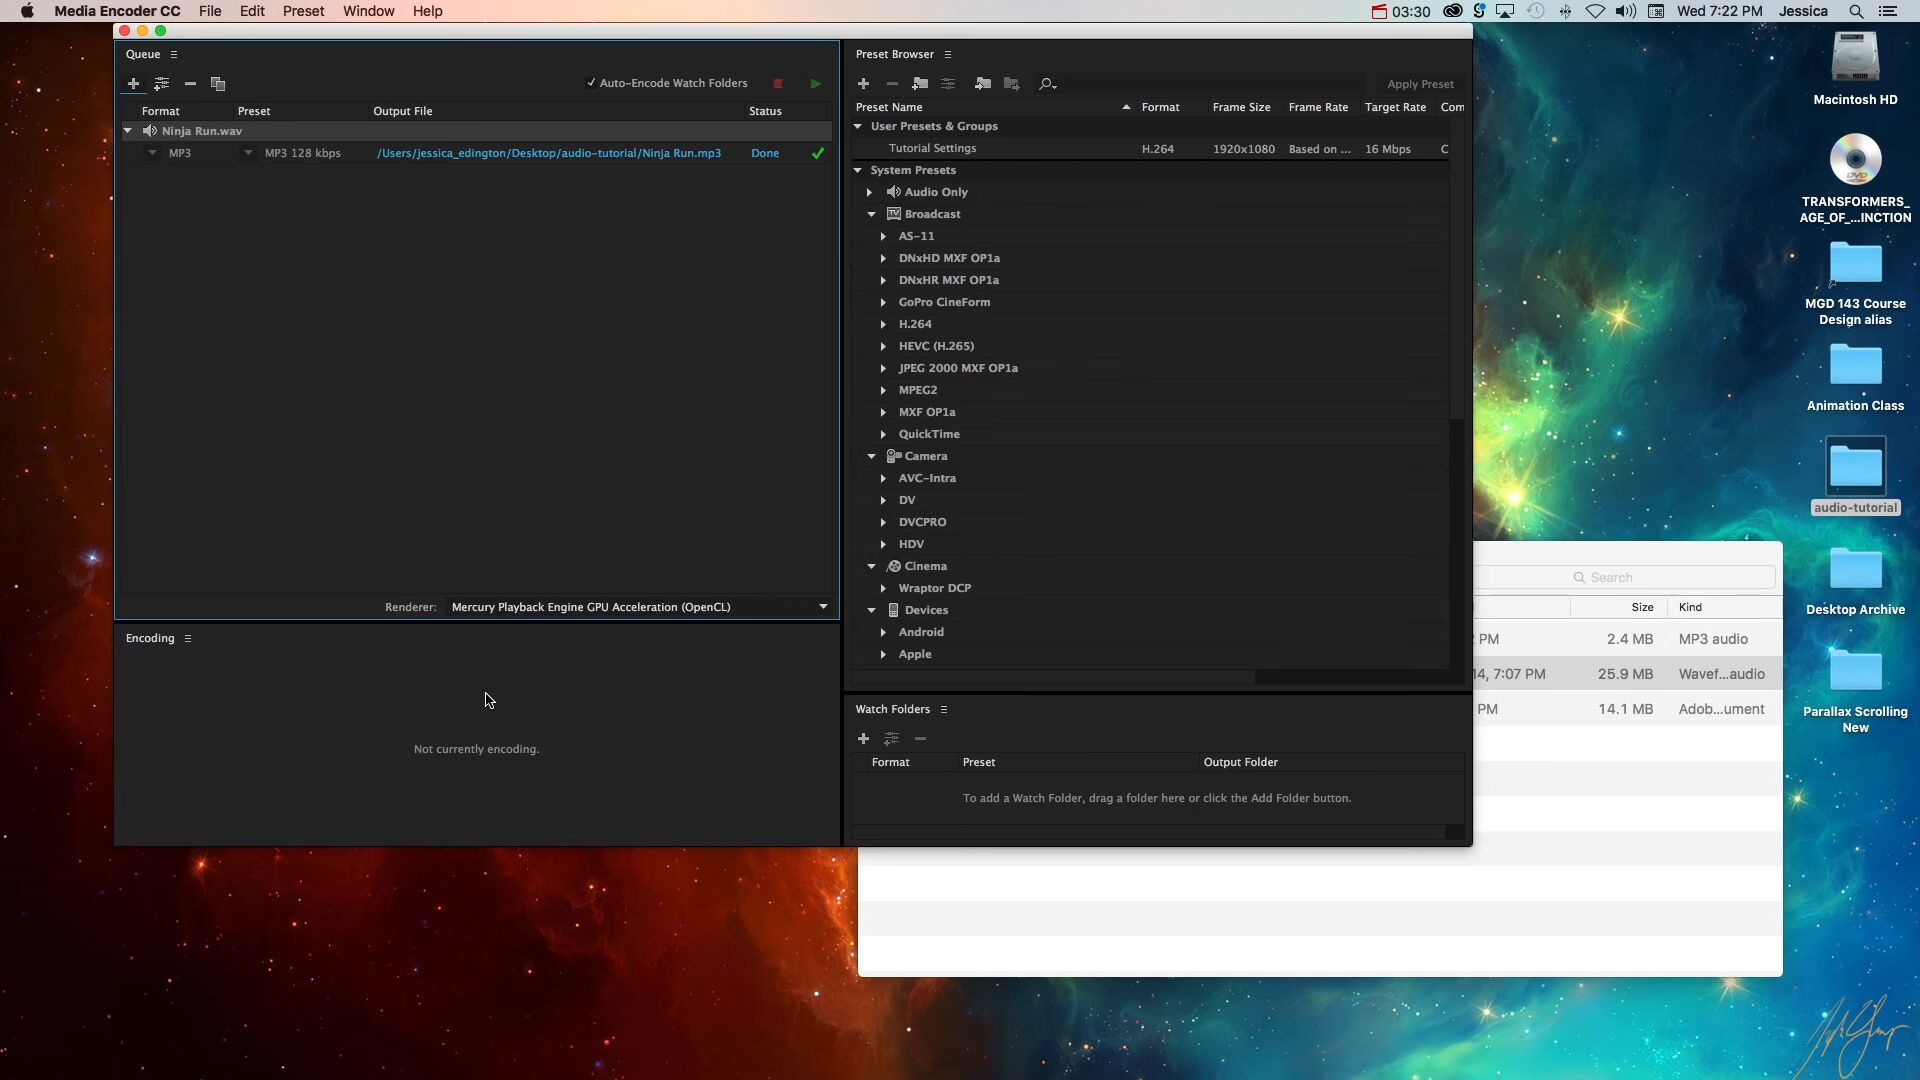 Media Encoder CC File Edit Preset Window Help 03:30 Wed 7:22 PM Jessica
Queue
Auto-Encode Watch Folders
Format Preset Output File Status
Ninja Run.wav
MP3 MP3 128 kbps /Users/jessica_edington/Desktop/audio-tutorial/Ninja Run.mp3 Done
Renderer: Mercury Playback Engine GPU Acceleration (OpenCL)
Encoding
Not currently encoding.
Preset Browser
Apply Preset
Preset Name Format Frame Size Frame Rate Target Rate Com
User Presets & Groups
Tutorial Settings H.264 1920x1080 Based on ... 16 Mbps C
System Presets
Audio Only
TV Broadcast
AS-11
DNxHD MXF OP1a
DNxHR MXF OP1a
GoPro CineForm
H.264
HEVC (H.265)
JPEG 2000 MXF OP1a
MPEG2
MXF OP1a
QuickTime
Camera
AVC-Intra
DV
DVCPRO
HDV
Cinema
Wraptor DCP
Devices
Android
Apple
Watch Folders
Format Preset Output Folder
To add a Watch Folder, drag a folder here or click the Add Folder button.
Search
Size Kind
PM 2.4 MB MP3 audio
14, 7:07 PM 25.9 MB Wavef...audio
PM 14.1 MB Adob...ument
Macintosh HD
DVD
TRANSFORMERS_
AGE_OF_...INCTION
MGD 143 Course
Design alias
Animation Class
audio-tutorial
Desktop Archive
Parallax Scrolling
New